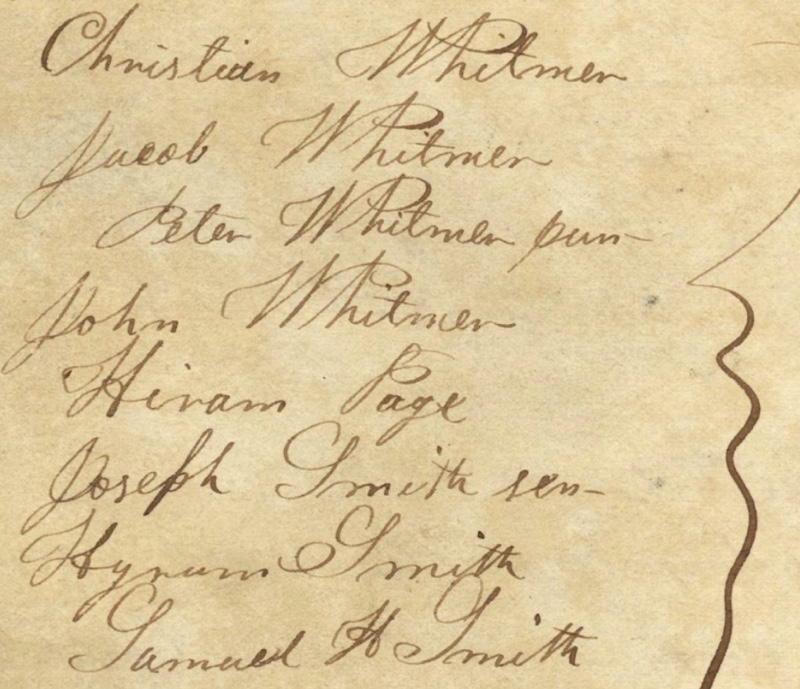 Christian Whitmer
Jacob Whitmer
Peter Whitmer jun
John Whitmer
Hiram Page
Joseph Smith sen
Hyrum Smith
Samuel H Smith